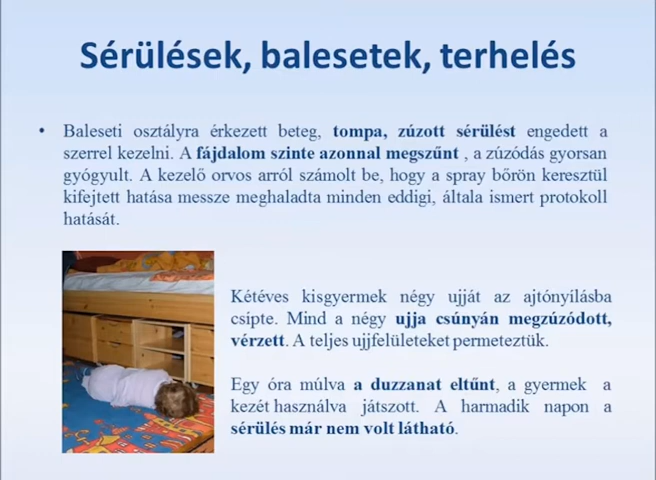 Sérülések, balesetek, terhelés
• Baleseti osztályra érkezett beteg, tompa, zúzott sérülést engedett a
szerrel kezelni. A fájdalom szinte azonnal megszűnt , a zúzódás gyorsan
gyógyult. A kezelő orvos arról számolt be, hogy a spray bőrön keresztül
kifejtett hatása messze meghaladta minden eddigi, általa ismert protokoll
hatását.
Kétéves kisgyermek négy ujját az ajtónyílásba
csípte. Mind a négy ujja csúnyán megzúzódott,
vérzett. A teljes ujjfelületeket permeteztük.
Egy óra múlva a duzzanat eltűnt, a gyermek a
kezét használva játszott. A harmadik napon a
sérülés már nem volt látható.